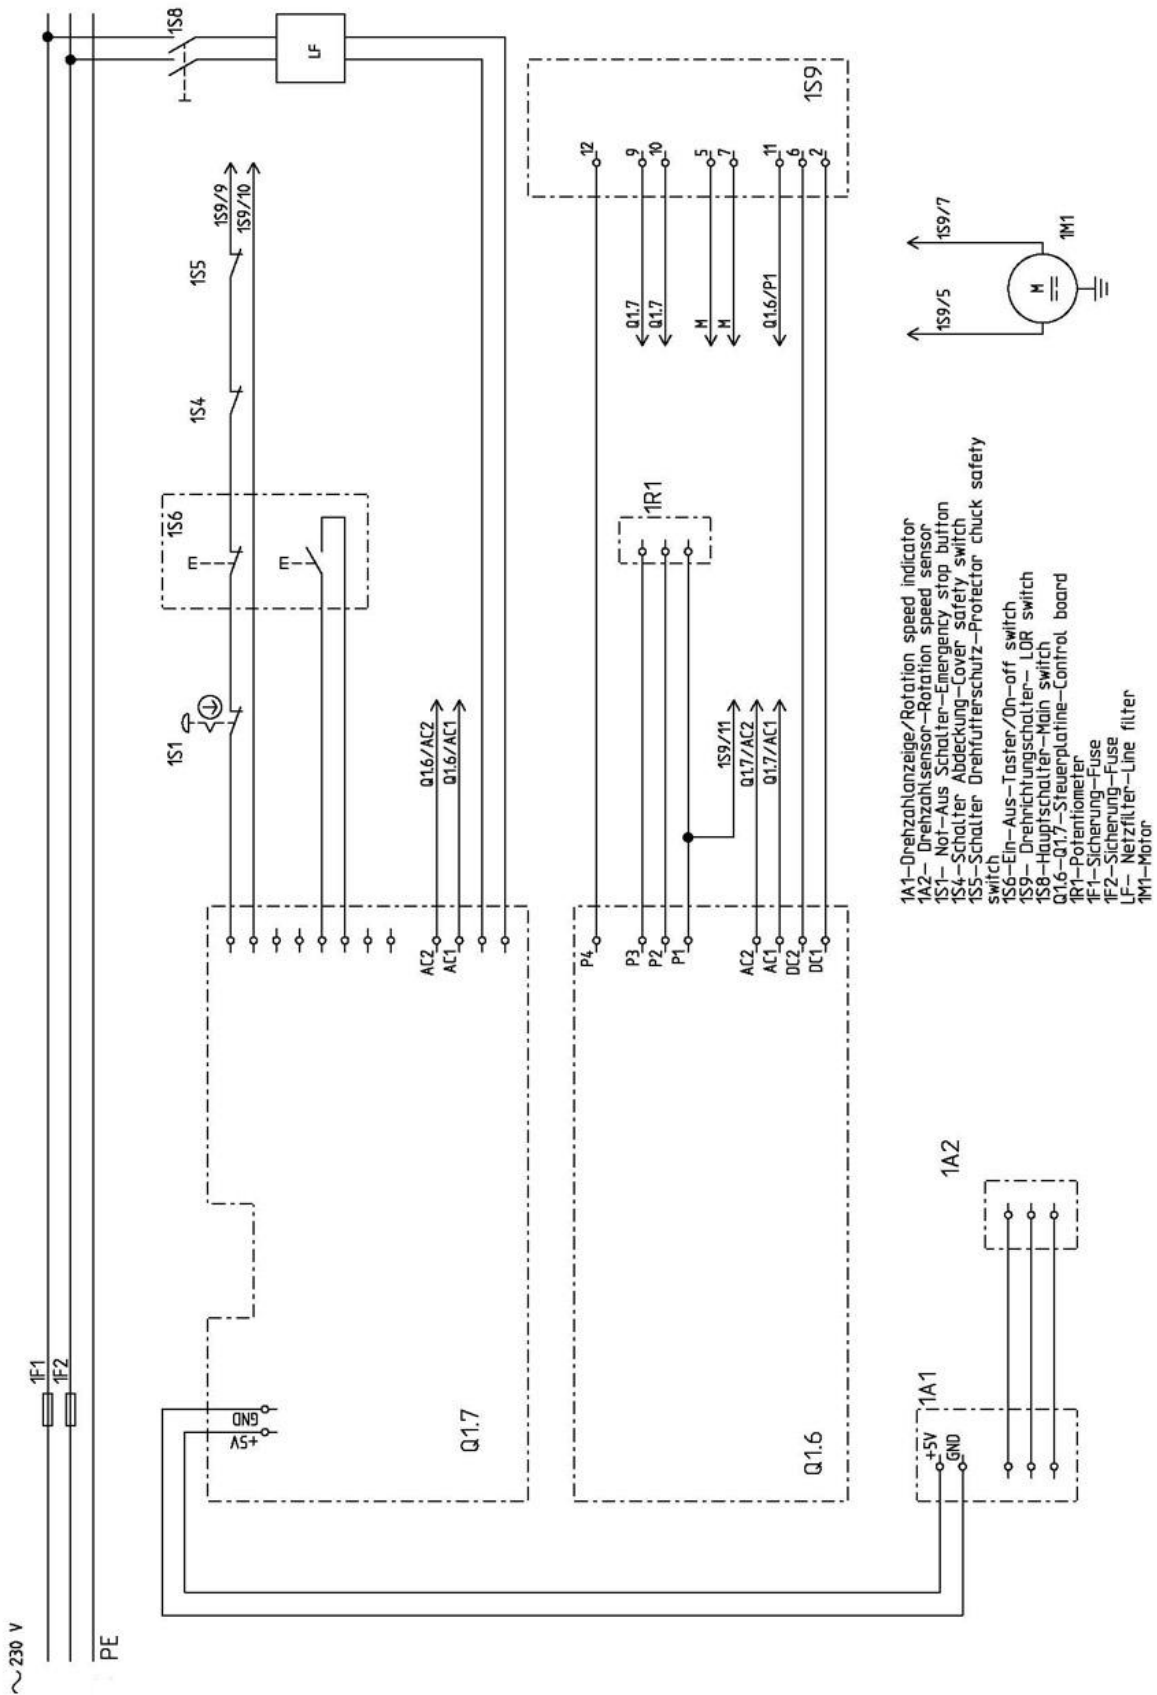 ~230 V
PE
1F1
1F2
1S8
LF
1S1
1S6
E
E
1S4
1S5
1S9/9
1S9/10
Q1.6/AC2
Q1.6/AC1
AC2
AC1
GND
+5V
Q1.7
P4
P3
P2
P1
AC2
AC1
DC2
DC1
Q1.6
1S9/11
Q1.7/AC2
Q1.7/AC1
1R1
Q1.7
Q1.7
M
M
Q1.6/P1
12
9
10
5
7
11
6
2
1S9
1A1
+5V
GND
1A2
1S9/5
1S9/7
M
1M1
1A1-Drehzahlanzeige/Rotation speed indicator
1A2- Drehzahlsensor-Rotation speed sensor
1S1- Not-Aus Schalter-Emergency stop button
1S4-Schalter Abdeckung-Cover safety switch
1S5-Schalter Drehfutterschutz-Protector chuck safety
switch
1S6-Ein-Aus-Taster/On-off switch
1S9- Drehrichtungschalter- LOR switch
1S8-Hauptschalter-Main switch
Q1.6-Q1.7-Steuerplatine-Control board
1R1-Potentiometer
1F1-Sicherung-Fuse
1F2-Sicherung-Fuse
LF- Netzfilter-Line filter
1M1-Motor